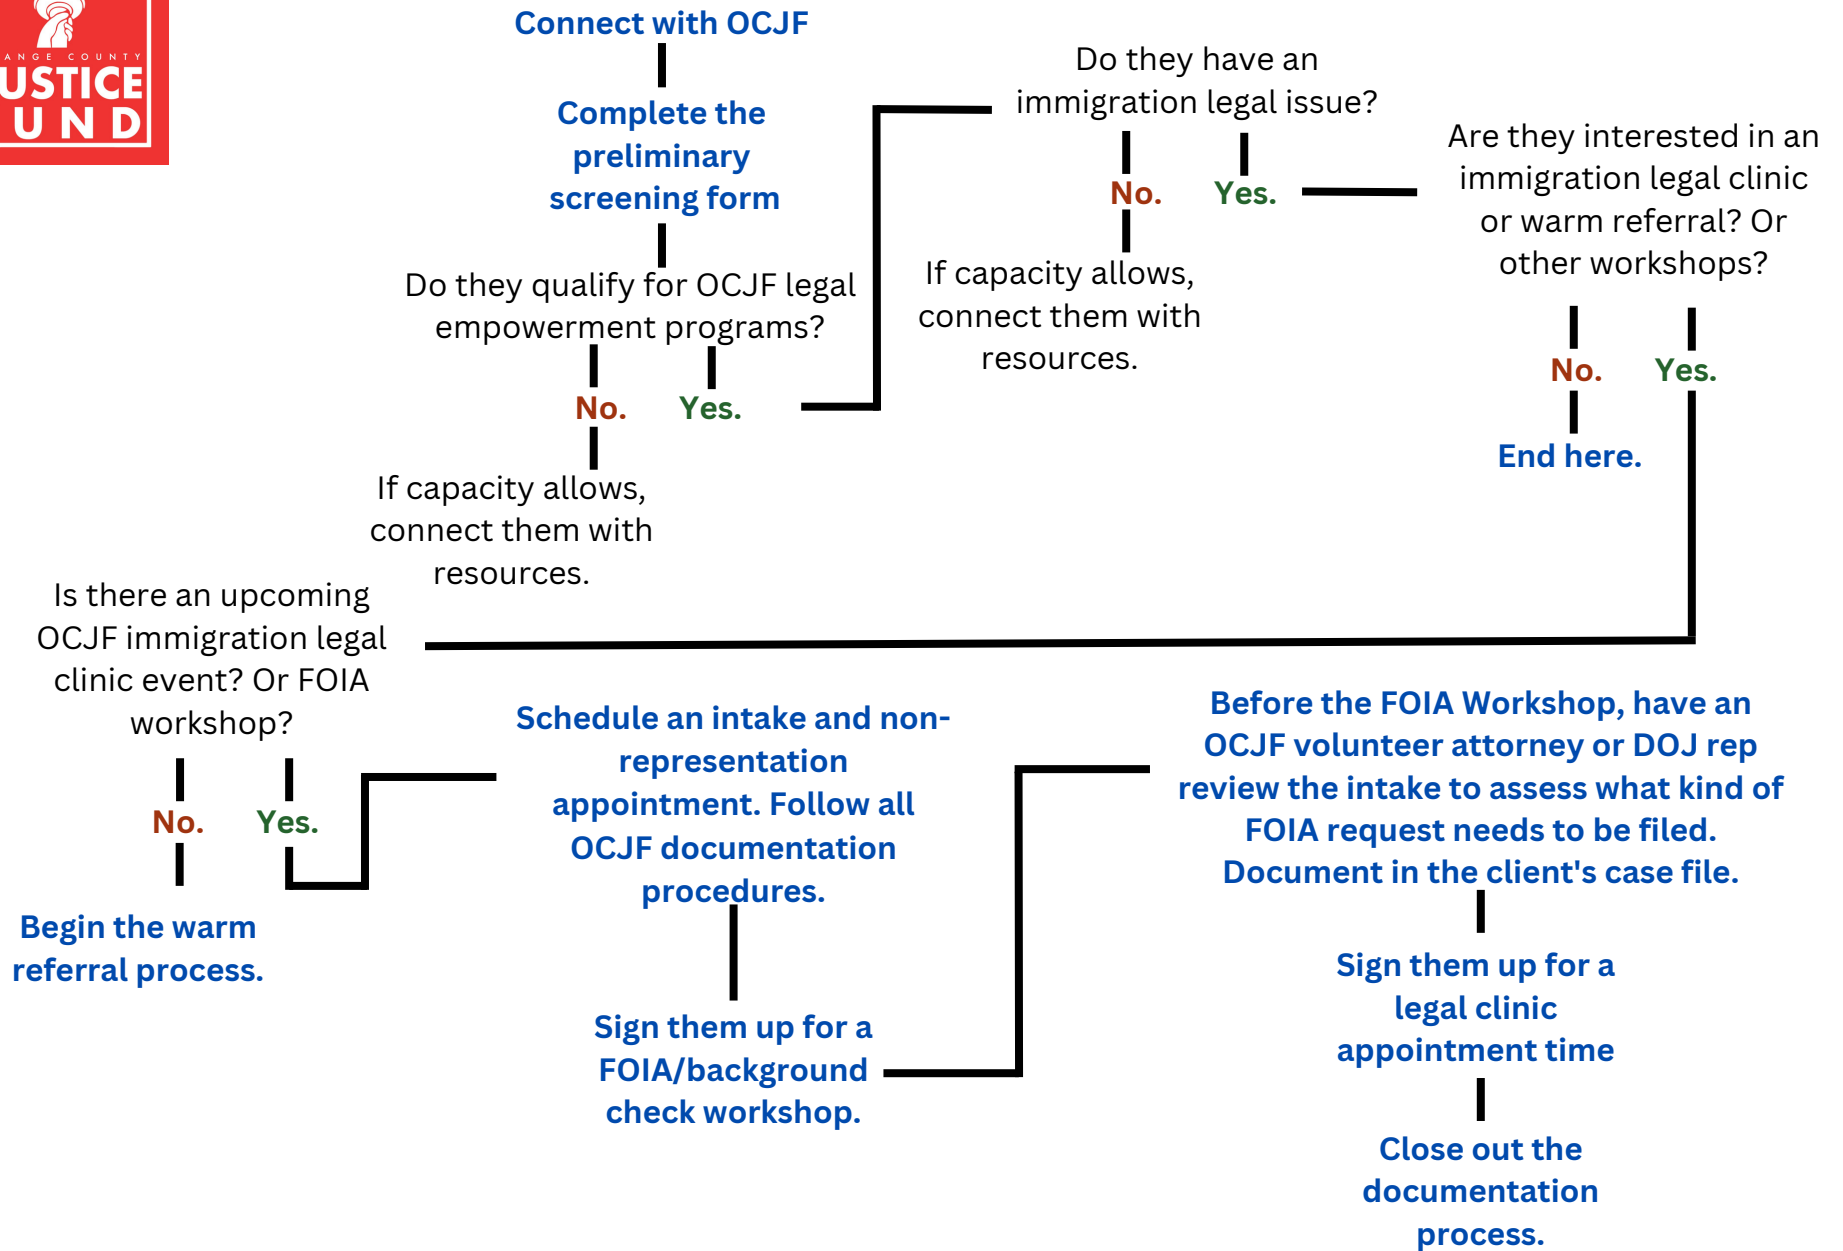 ANGE COUNTY
USTICE
UND
Connect with OCJF
Complete the
preliminary
screening form
Do they qualify for OCJF legal
empowerment programs?
No.
Yes.
If capacity allows,
connect them with
resources.
Do they have an
immigration legal issue?
No.
Yes.
If capacity allows,
connect them with
resources.
Are they interested in an
immigration legal clinic
or warm referral? Or
other workshops?
No.
Yes.
End here.
Is there an upcoming
OCJF immigration legal
clinic event? Or FOIA
workshop?
No.
Yes.
Begin the warm
referral process.
Schedule an intake and non-
representation
appointment. Follow all
OCJF documentation
procedures.
Sign them up for a
FOIA/background
check workshop.
Before the FOIA Workshop, have an
OCJF volunteer attorney or DOJ rep
review the intake to assess what kind of
FOIA request needs to be filed.
Document in the client's case file.
Sign them up for a
legal clinic
appointment time
Close out the
documentation
process.